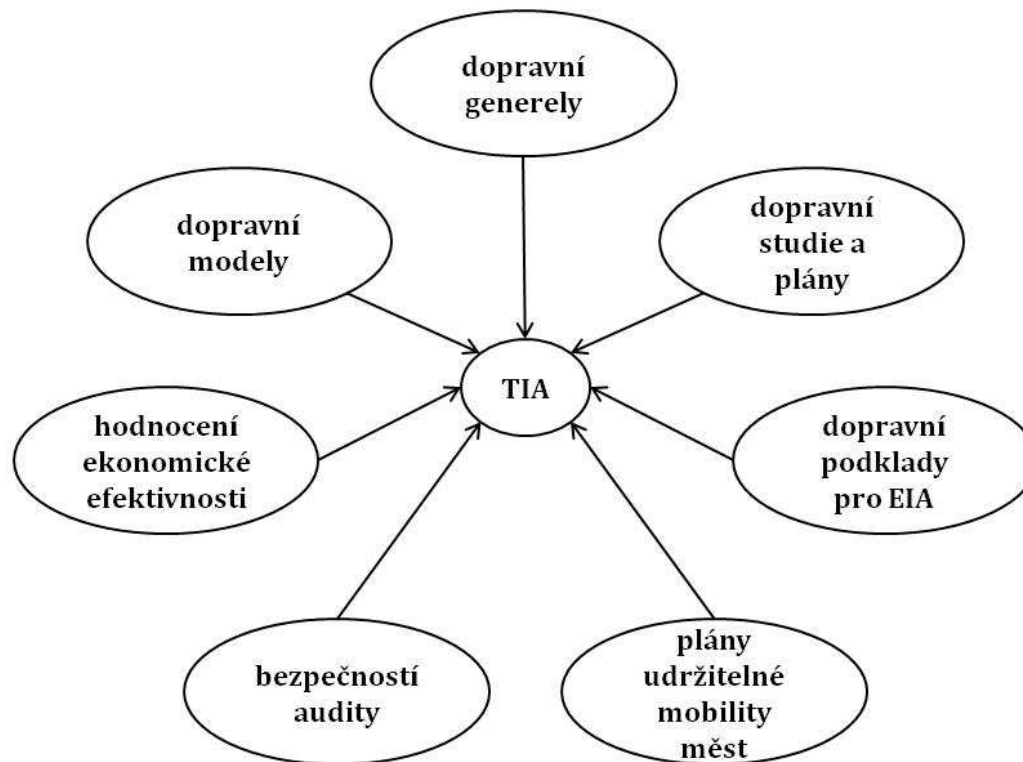 dopravní
generely
dopravní
modely
dopravní
studie a
plány
TIA
hodnocení
ekonomické
efektivnosti
dopravní
podklady
pro EIA
bezpečností
audity
plány
udržitelné
mobility
měst